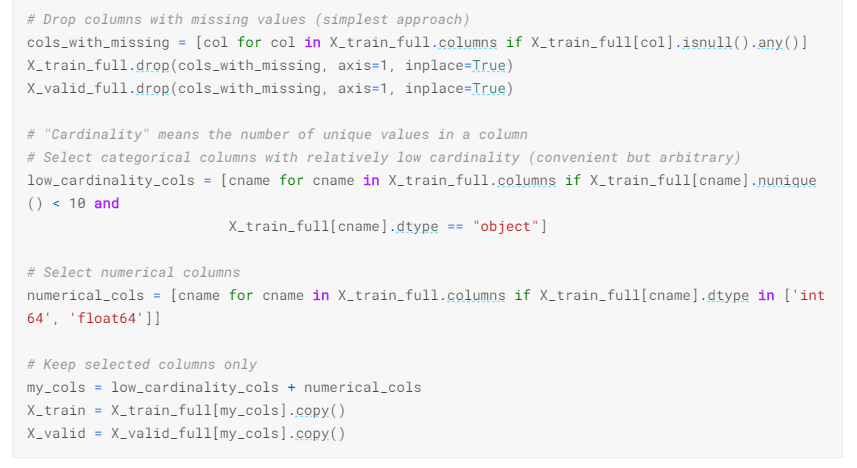 # Drop columns with missing values (simplest approach)
cols_with_missing = [col for col in X_train_full.columns if X_train_full[col].isnull().any()]
X_train_full.drop(cols_with_missing, axis=1, inplace=True)
X_valid_full.drop(cols_with_missing, axis=1, inplace=True)

# "Cardinality" means the number of unique values in a column
# Select categorical columns with relatively low cardinality (convenient but arbitrary)
low_cardinality_cols = [cname for cname in X_train_full.columns if X_train_full[cname].nunique
() < 10 and
                        X_train_full[cname].dtype == "object"]

# Select numerical columns
numerical_cols = [cname for cname in X_train_full.columns if X_train_full[cname].dtype in ['int
64', 'float64']]

# Keep selected columns only
my_cols = low_cardinality_cols + numerical_cols
X_train = X_train_full[my_cols].copy()
X_valid = X_valid_full[my_cols].copy()